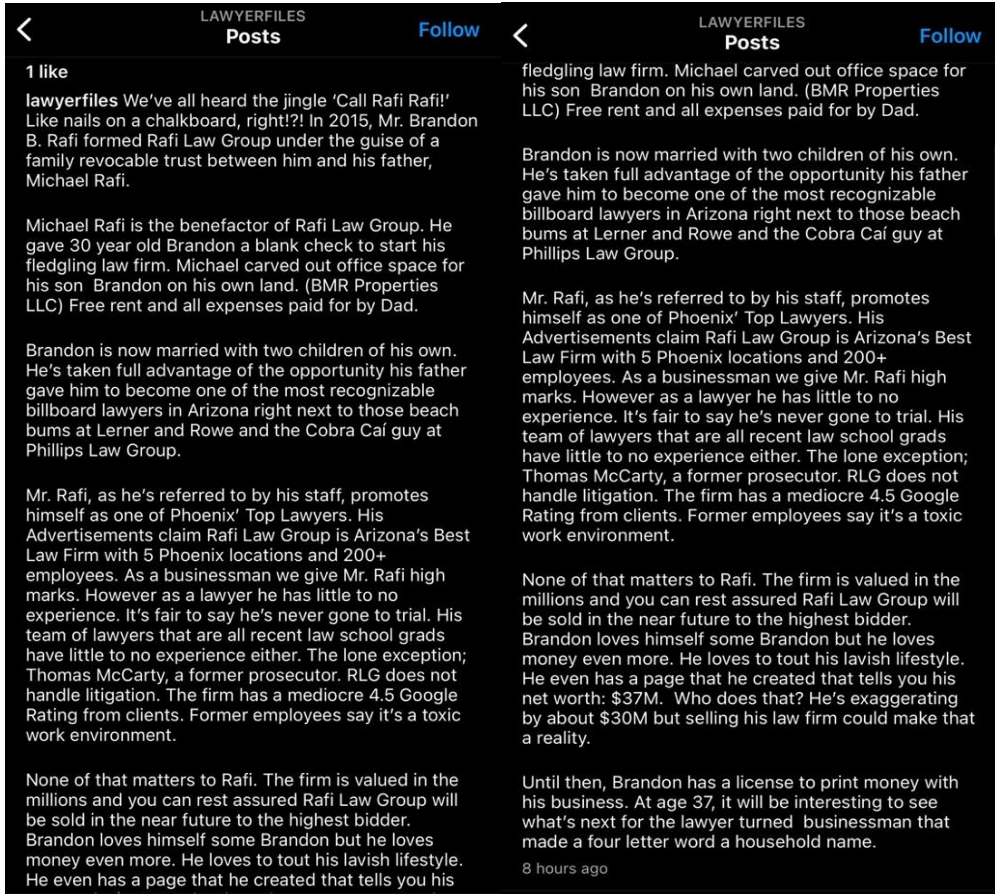 LAWYERFILES
Posts
Follow
1 like
lawyerfiles We've all heard the jingle 'Call Rafi Rafi!'
Like nails on a chalkboard, right!?! In 2015, Mr. Brandon
B. Rafi formed Rafi Law Group under the guise of a
family revocable trust between him and his father,
Michael Rafi.
Michael Rafi is the benefactor of Rafi Law Group. He
gave 30 year old Brandon a blank check to start his
fledgling law firm. Michael carved out office space for
his son  Brandon on his own land. (BMR Properties
LLC) Free rent and all expenses paid for by Dad.
Brandon is now married with two children of his own.
He's taken full advantage of the opportunity his father
gave him to become one of the most recognizable
billboard lawyers in Arizona right next to those beach
bums at Lerner and Rowe and the Cobra Caí guy at
Phillips Law Group.
Mr. Rafi, as he's referred to by his staff, promotes
himself as one of Phoenix' Top Lawyers. His
Advertisements claim Rafi Law Group is Arizona's Best
Law Firm with 5 Phoenix locations and 200+
employees. As a businessman we give Mr. Rafi high
marks. However as a lawyer he has little to no
experience. It's fair to say he's never gone to trial. His
team of lawyers that are all recent law school grads
have little to no experience either. The lone exception;
Thomas McCarty, a former prosecutor. RLG does not
handle litigation. The firm has a mediocre 4.5 Google
Rating from clients. Former employees say it's a toxic
work environment.
None of that matters to Rafi. The firm is valued in the
millions and you can rest assured Rafi Law Group will
be sold in the near future to the highest bidder.
Brandon loves himself some Brandon but he loves
money even more. He loves to tout his lavish lifestyle.
He even has a page that he created that tells you his
LAWYERFILES
Posts
Follow
fledgling law firm. Michael carved out office space for
his son  Brandon on his own land. (BMR Properties
LLC) Free rent and all expenses paid for by Dad.
Brandon is now married with two children of his own.
He's taken full advantage of the opportunity his father
gave him to become one of the most recognizable
billboard lawyers in Arizona right next to those beach
bums at Lerner and Rowe and the Cobra Caí guy at
Phillips Law Group.
Mr. Rafi, as he's referred to by his staff, promotes
himself as one of Phoenix' Top Lawyers. His
Advertisements claim Rafi Law Group is Arizona's Best
Law Firm with 5 Phoenix locations and 200+
employees. As a businessman we give Mr. Rafi high
marks. However as a lawyer he has little to no
experience. It's fair to say he's never gone to trial. His
team of lawyers that are all recent law school grads
have little to no experience either. The lone exception;
Thomas McCarty, a former prosecutor. RLG does not
handle litigation. The firm has a mediocre 4.5 Google
Rating from clients. Former employees say it's a toxic
work environment.
None of that matters to Rafi. The firm is valued in the
millions and you can rest assured Rafi Law Group will
be sold in the near future to the highest bidder.
Brandon loves himself some Brandon but he loves
money even more. He loves to tout his lavish lifestyle.
He even has a page that he created that tells you his
net worth: $37M.  Who does that? He's exaggerating
by about $30M but selling his law firm could make that
a reality.
Until then, Brandon has a license to print money with
his business. At age 37, it will be interesting to see
what's next for the lawyer turned  businessman that
made a four letter word a household name.
8 hours ago